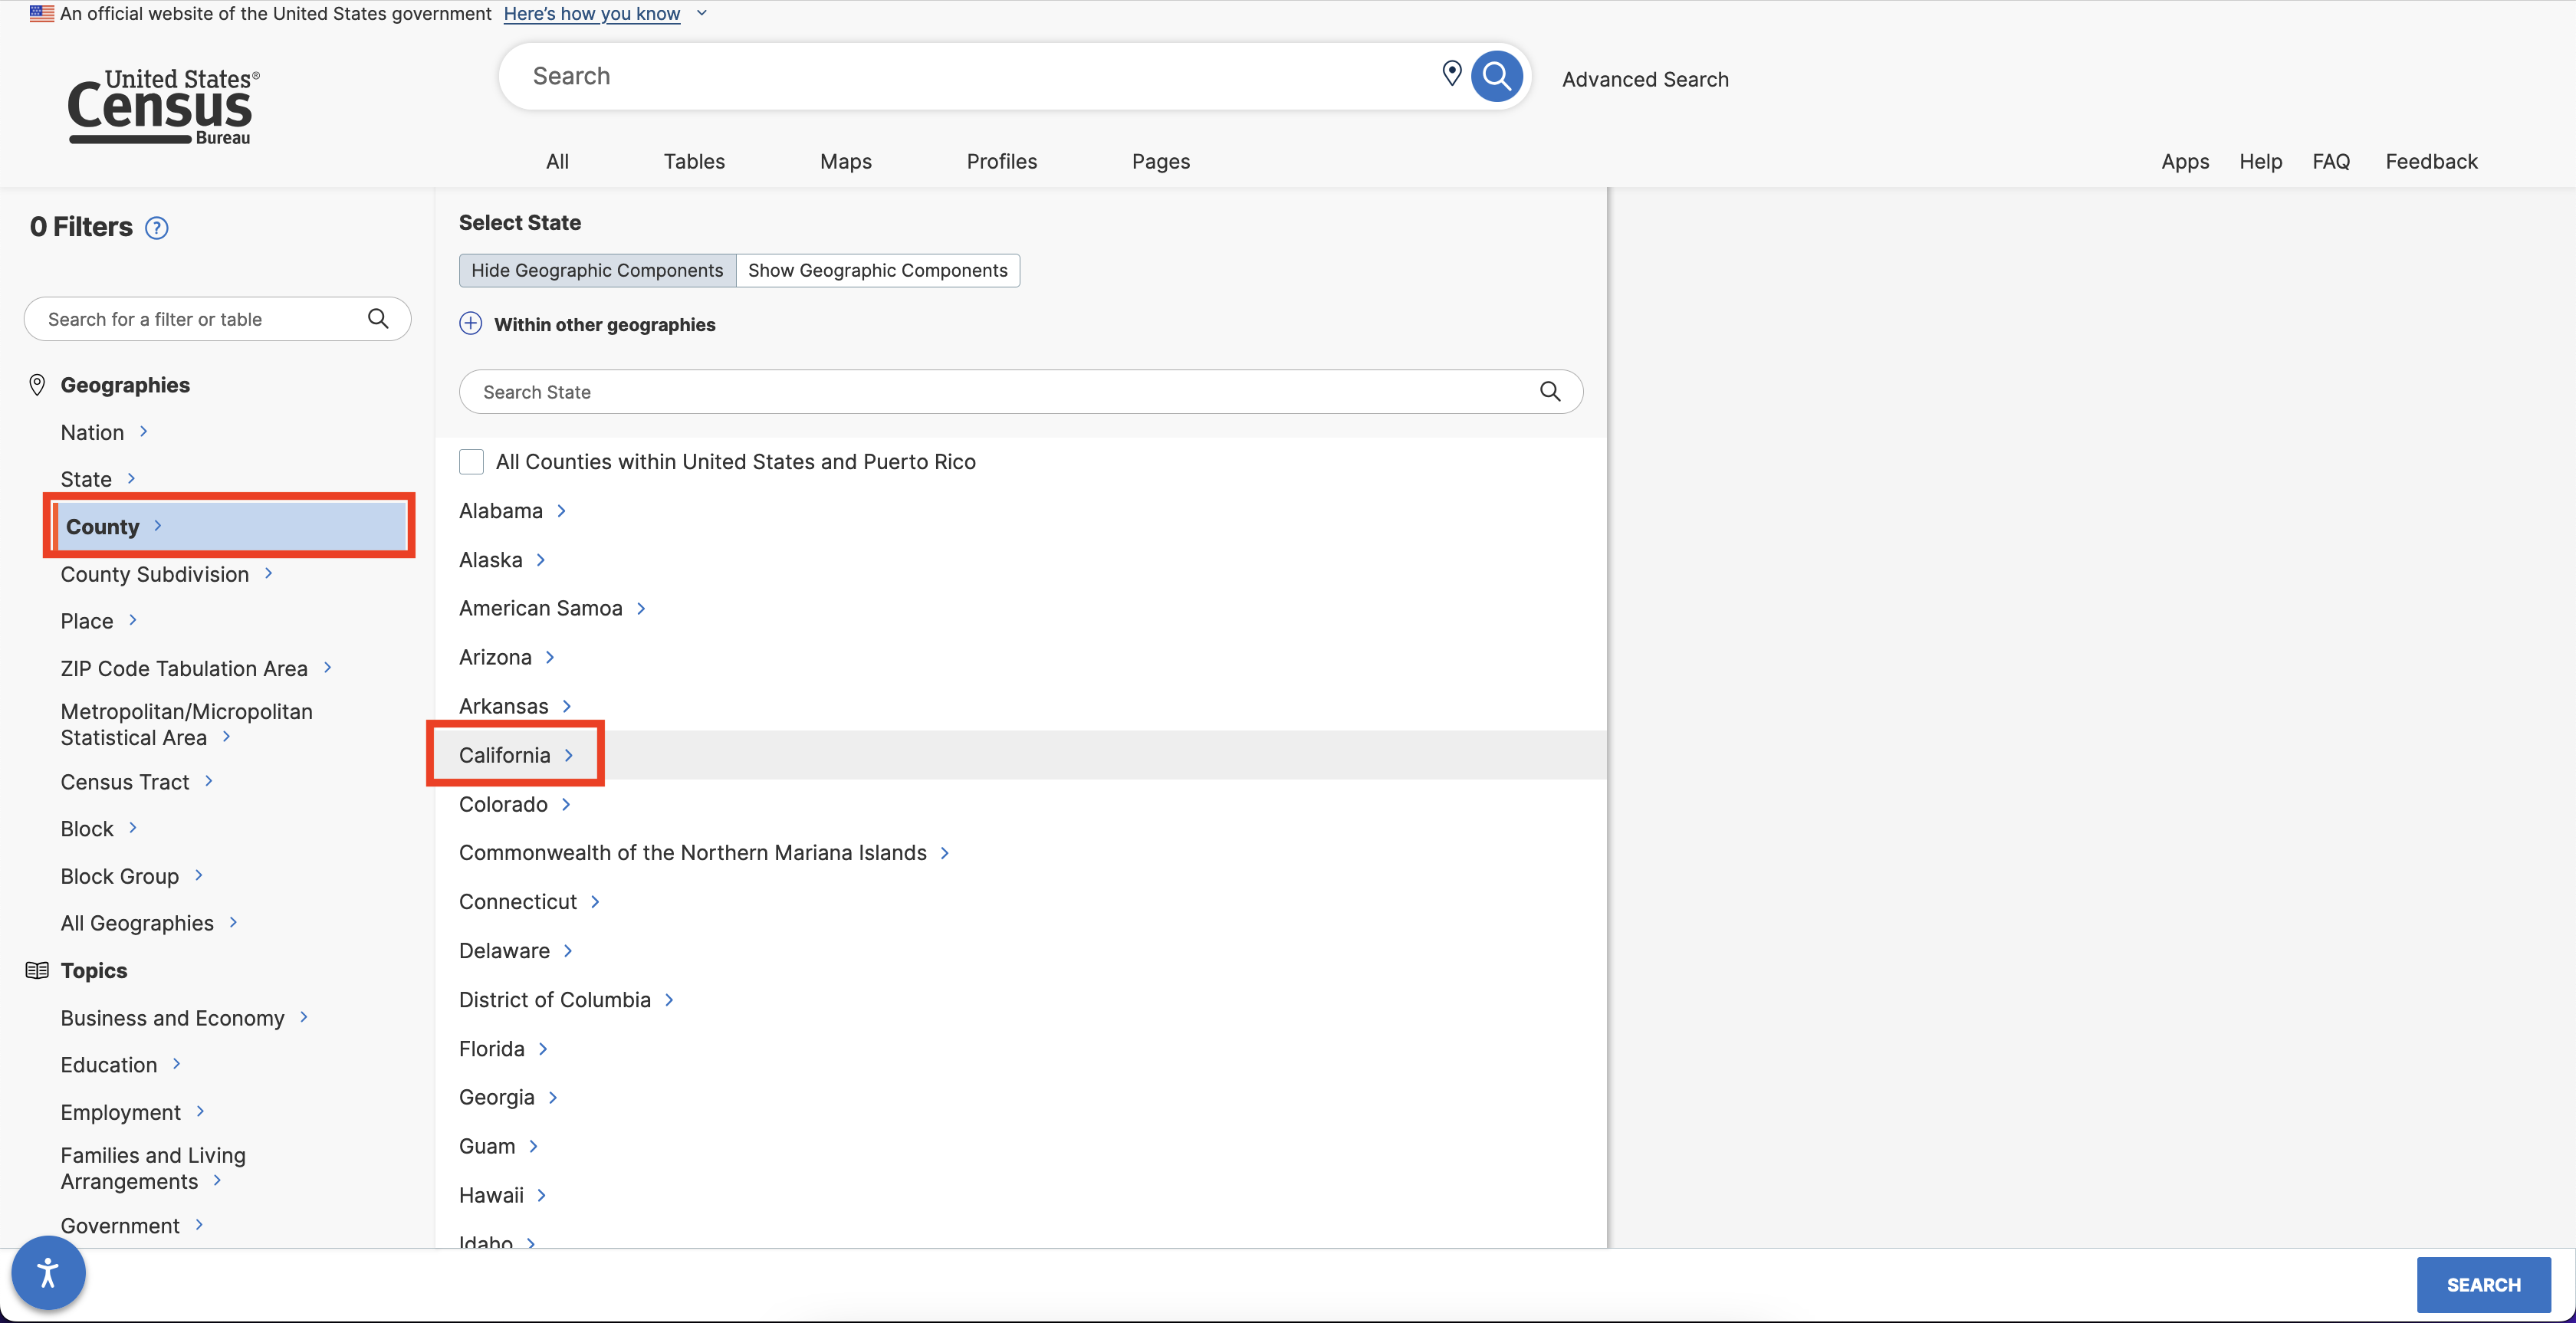 An official website of the United States government Here's how you know
United States®
Census
Bureau
Search
Advanced Search
All Tables Maps Profiles Pages
Apps Help FAQ Feedback
0 Filters ?
Search for a filter or table
Geographies
Nation
State
County
County Subdivision
Place
ZIP Code Tabulation Area
Metropolitan/Micropolitan
Statistical Area
Census Tract
Block
Block Group
All Geographies
Topics
Business and Economy
Education
Employment
Families and Living
Arrangements
Government
Select State
Hide Geographic Components Show Geographic Components
Within other geographies
Search State
All Counties within United States and Puerto Rico
Alabama
Alaska
American Samoa
Arizona
Arkansas
California
Colorado
Commonwealth of the Northern Mariana Islands
Connecticut
Delaware
District of Columbia
Florida
Georgia
Guam
Hawaii
Idaho
SEARCH